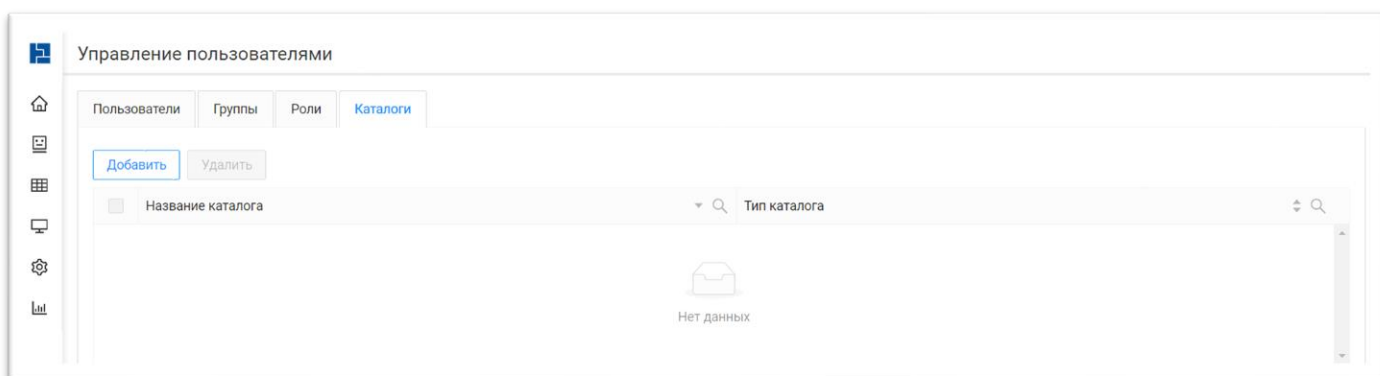 Управление пользователями
Пользователи Группы Роли Каталоги
Добавить Удалить
Название каталога Тип каталога
Нет данных